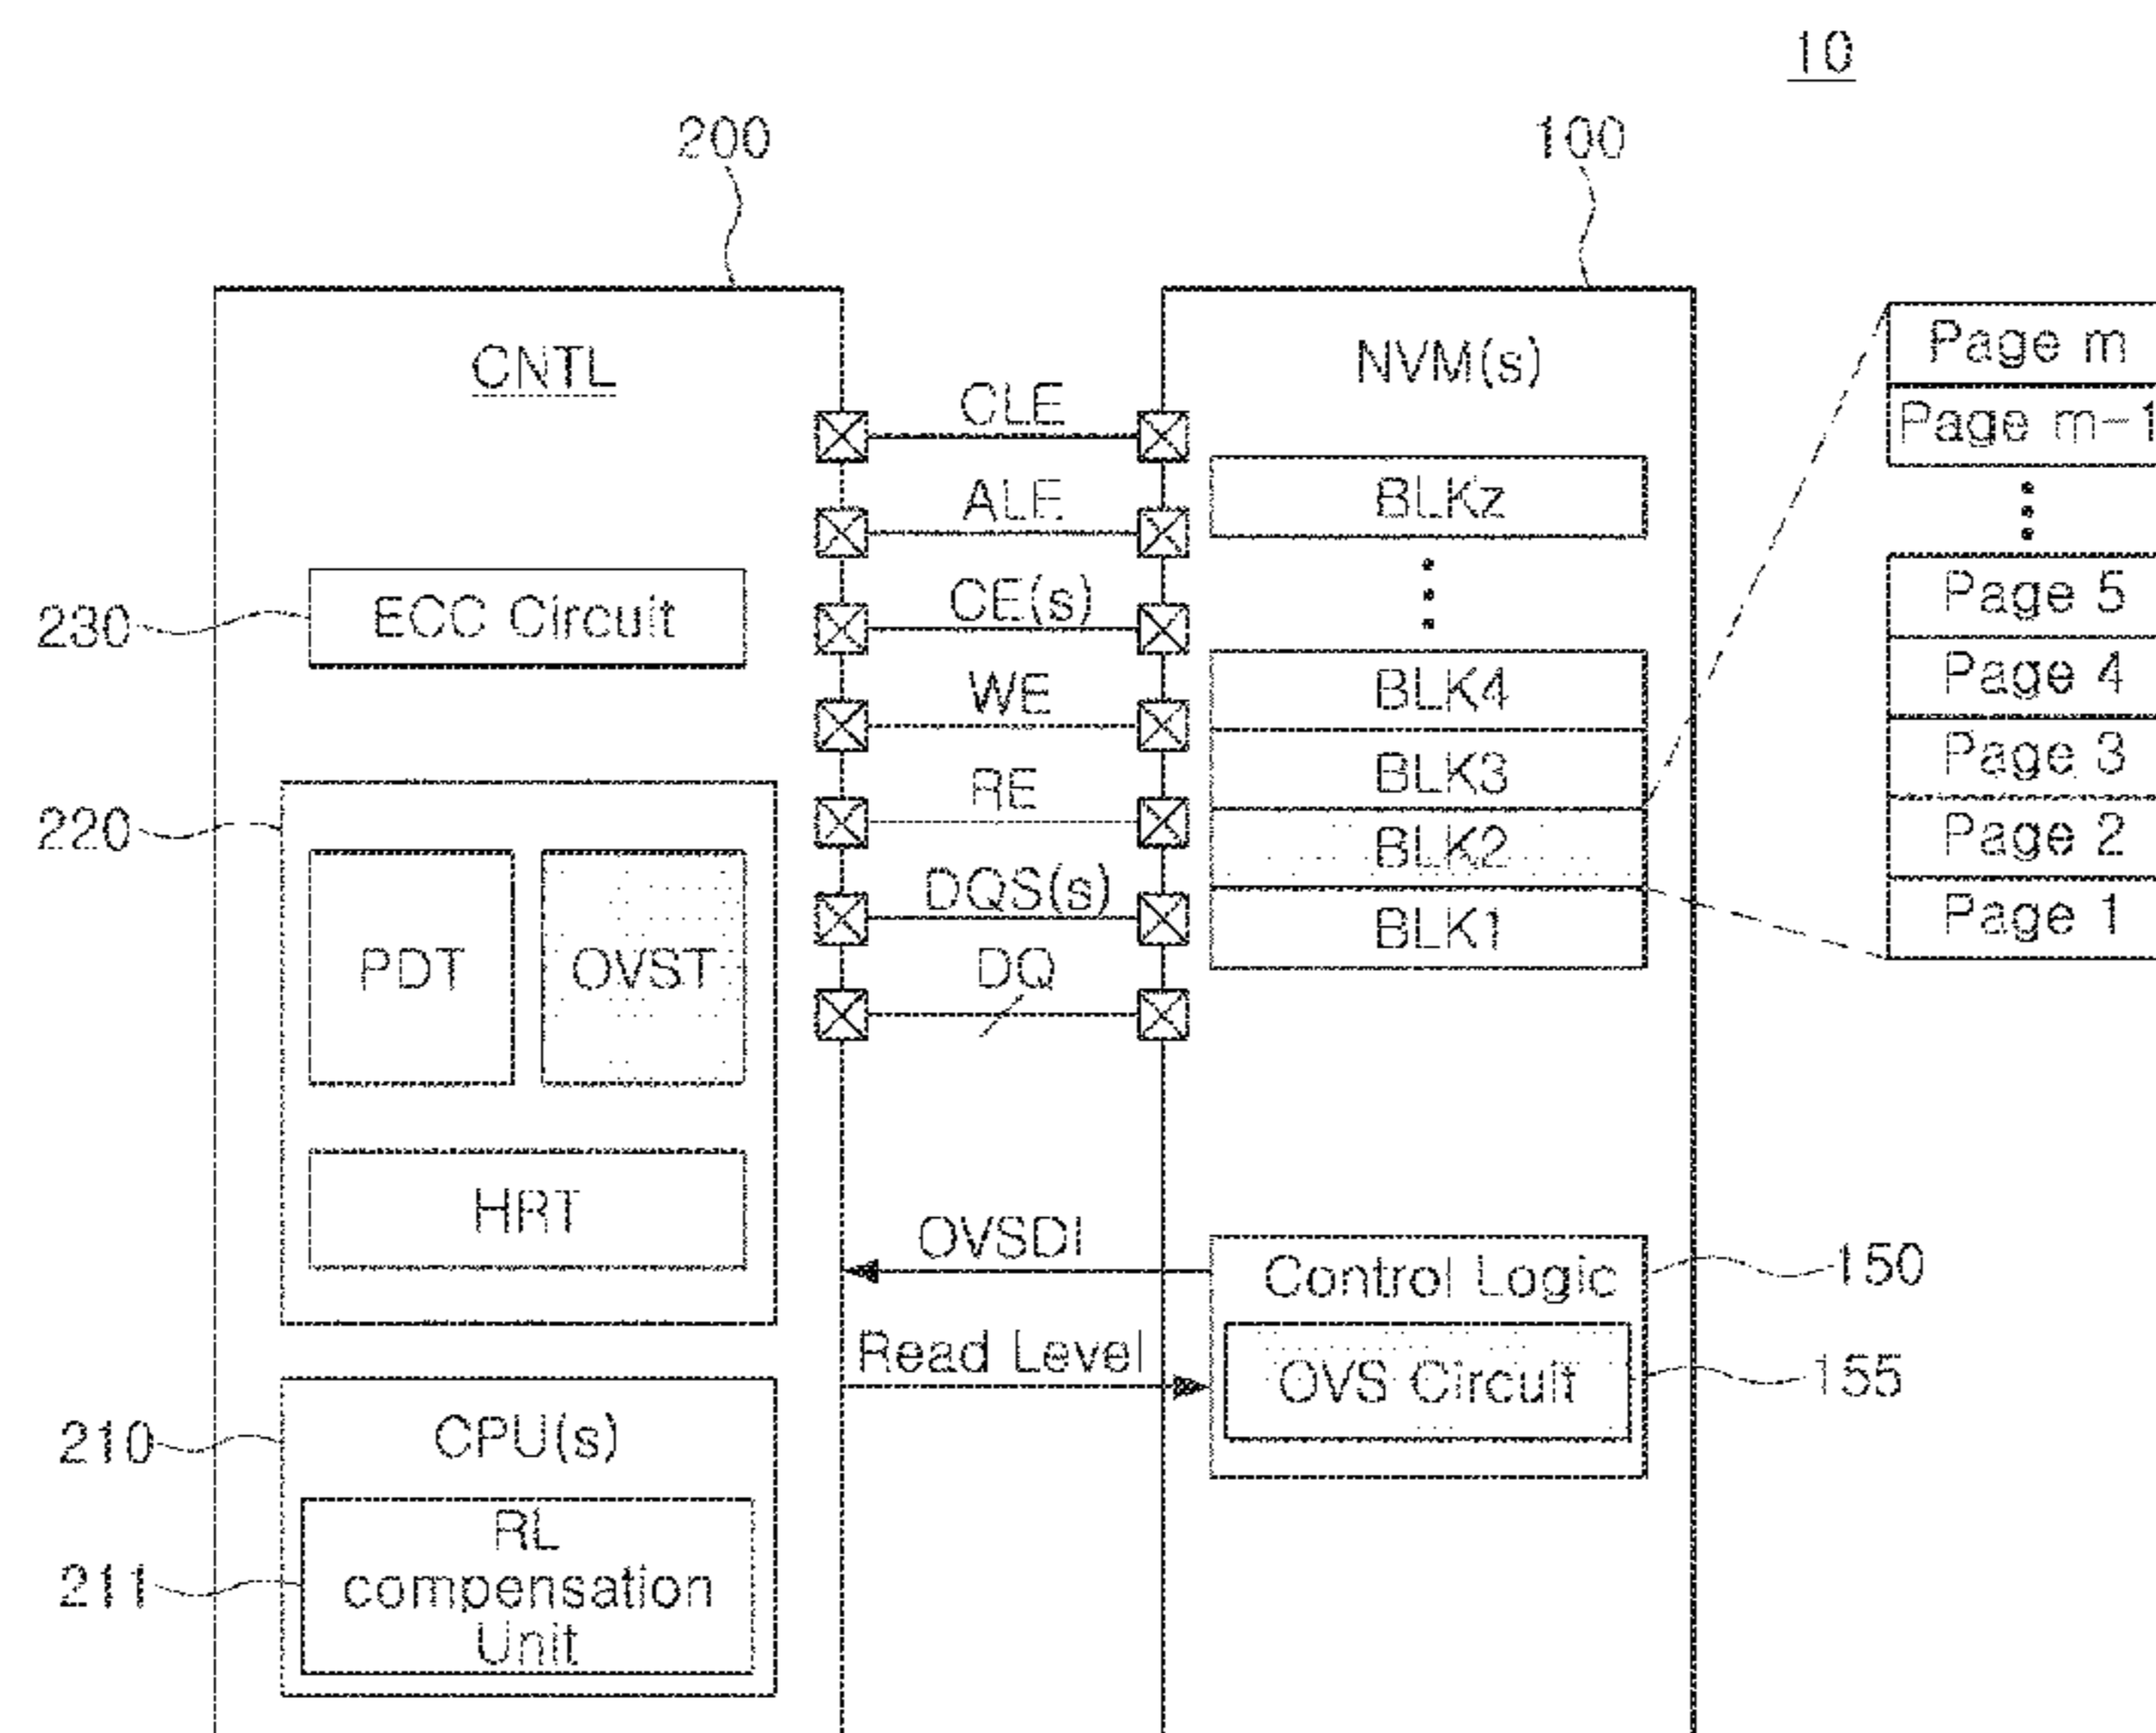 10
200
100
CNTL
NVM(s)
CLE
ALE
CE(s)
WE
RE
DQS(s)
DQ
230
ECC Circuit
220
PDT
OVST
HRT
210
CPU(s)
211
RL
compensation
Unit
BLKz
BLK4
BLK3
BLK2
BLK1
Page m
Page m-1
Page 5
Page 4
Page 3
Page 2
Page 1
OVSDI
Read Level
Control Logic
150
OVS Circuit
155